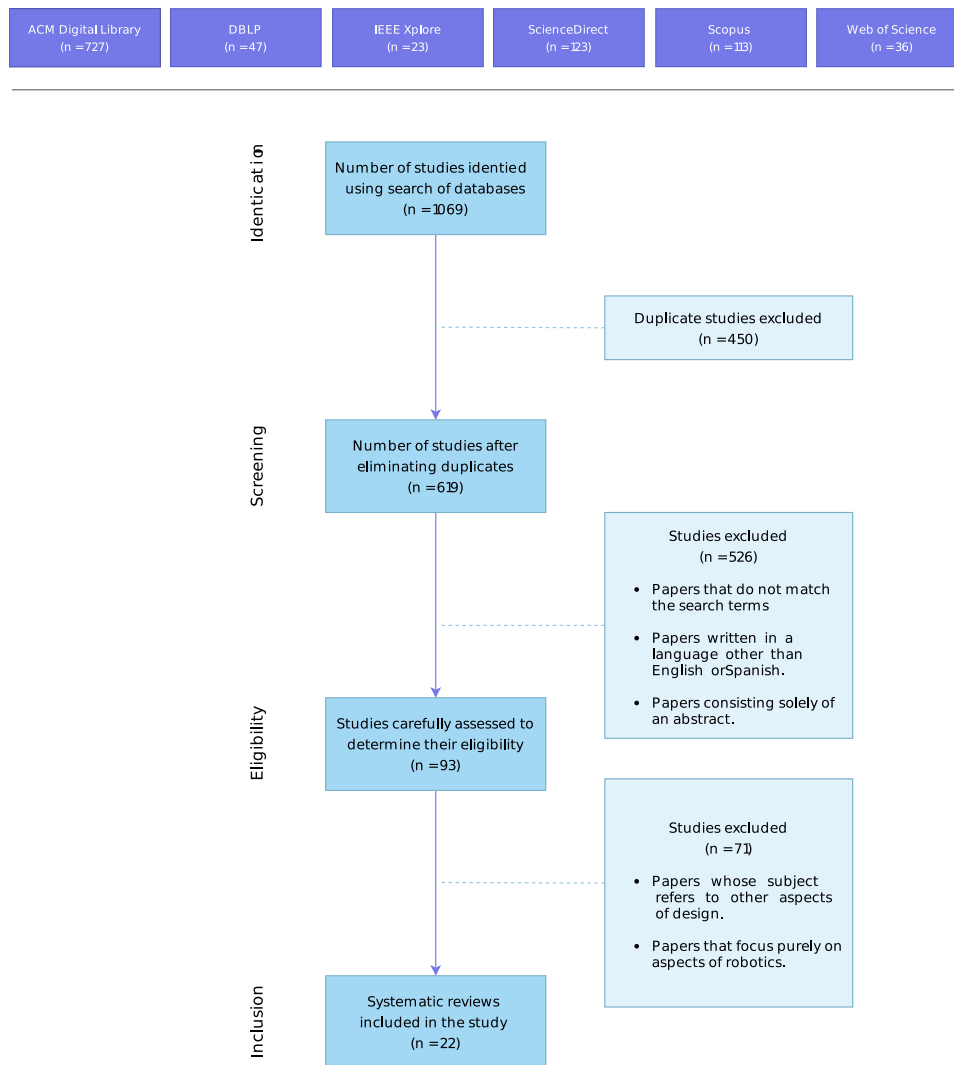 ACM Digital Library
(n = 727)
DBLP
(n = 47)
IEEE Xplore
(n = 23)
ScienceDirect
(n = 123)
Scopus
(n = 113)
Web of Science
(n = 36)
Identication
Number of studies identied
using search of databases
(n = 1069)
Duplicate studies excluded
(n = 450)
Screening
Number of studies after
eliminating duplicates
(n = 619)
Studies excluded
(n = 526)
• Papers that do not match
the search terms
• Papers written in a
language other than
English orSpanish.
• Papers consisting solely of
an abstract.
Eligibility
Studies carefully assessed to
determine their eligibility
(n = 93)
Studies excluded
(n = 71)
• Papers whose subject
refers to other aspects
of design.
• Papers that focus purely on
aspects of robotics.
Inclusion
Systematic reviews
included in the study
(n = 22)